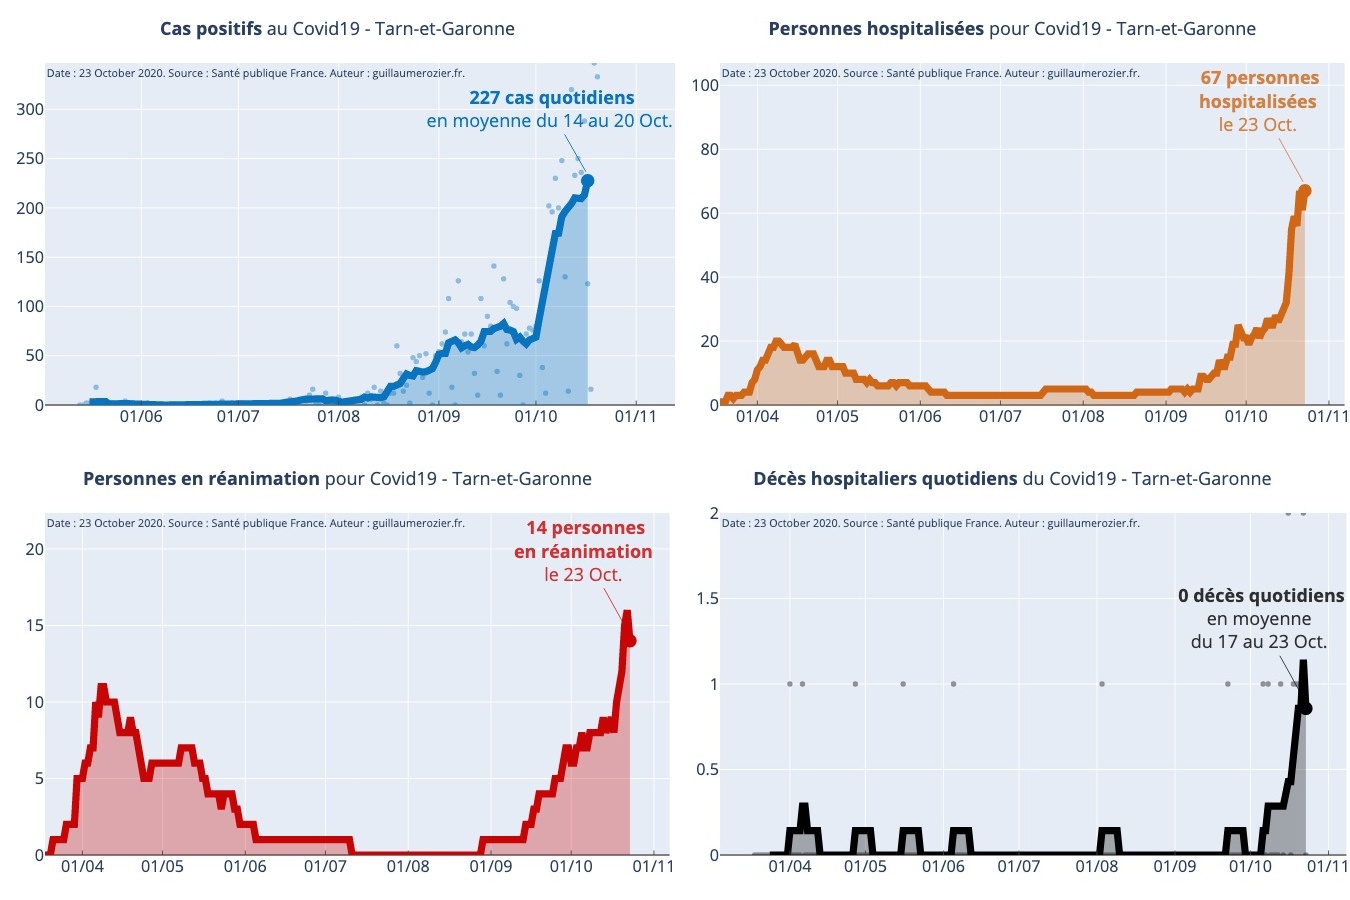 Cas positifs au Covid19 - Tarn-et-Garonne
Date : 23 October 2020. Source : Santé publique France. Auteur : guillaumerozier.fr.
227 cas quotidiens
en moyenne du 14 au 20 Oct.
300
250
200
150
100
50
0
01/06 01/07 01/08 01/09 01/10 01/11
Personnes hospitalisées pour Covid19 - Tarn-et-Garonne
Date : 23 October 2020. Source : Santé publique France. Auteur : guillaumerozier.fr.
67 personnes
hospitalisées
le 23 Oct.
100
80
60
40
20
0
01/04 01/05 01/06 01/07 01/08 01/09 01/10 01/11
Personnes en réanimation pour Covid19 - Tarn-et-Garonne
Date : 23 October 2020. Source : Santé publique France. Auteur : guillaumerozier.fr.
14 personnes
en réanimation
le 23 Oct.
20
15
10
5
0
01/04 01/05 01/06 01/07 01/08 01/09 01/10 01/11
Décès hospitaliers quotidiens du Covid19 - Tarn-et-Garonne
2
Date : 23 October 2020. Source : Santé publique France. Auteur : guillaumerozier.fr.
0 décès quotidiens
en moyenne
du 17 au 23 Oct.
1.5
1
0.5
0
01/04 01/05 01/06 01/07 01/08 01/09 01/10 01/11